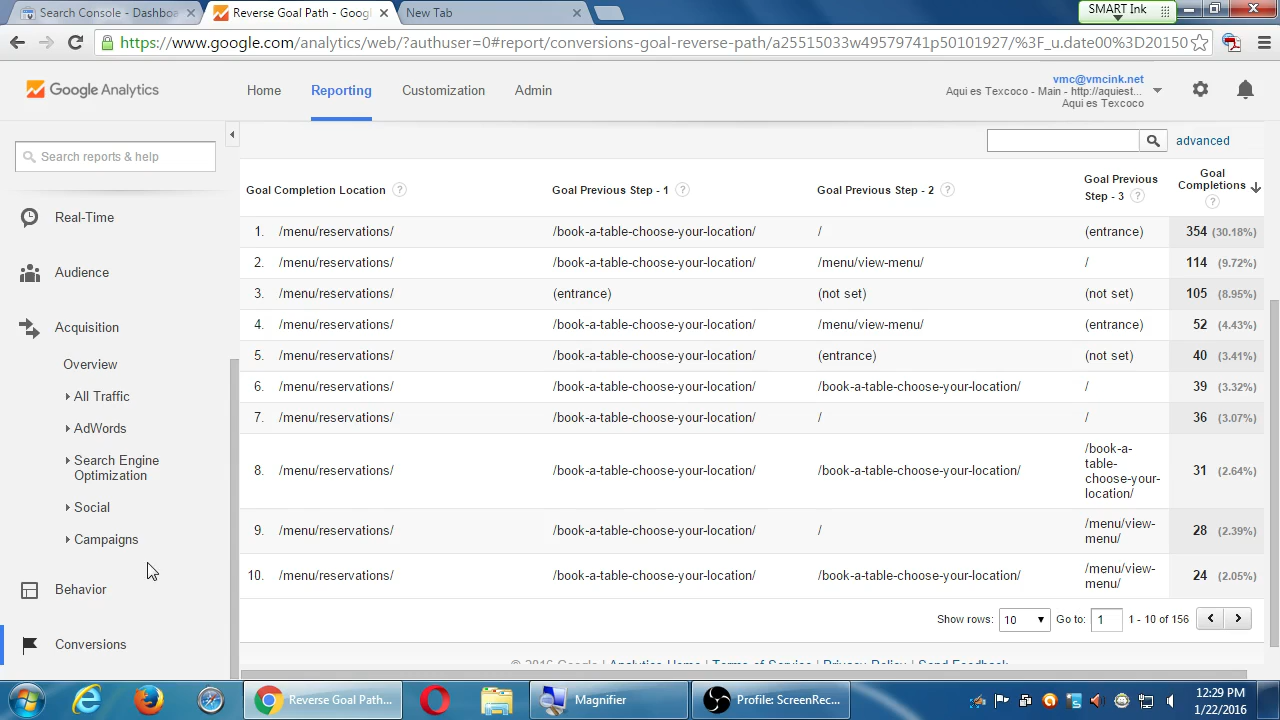 Search Console - Dashboa
Reverse Goal Path - Googl
New Tab
SMART Ink
https://www.google.com/analytics/web/?authuser=0#report/conversions-goal-reverse-path/a25515033w49579741p50101927/%3F_u.date00%3D20150
Google Analytics
Home
Reporting
Customization
Admin
vmc@vmcink.net
Aqui es Texcoco - Main - http://aquiest...
Aqui es Texcoco
Search reports & help
advanced
Real-Time
Audience
Acquisition
Overview
All Traffic
AdWords
Search Engine
Optimization
Social
Campaigns
Behavior
Conversions
Goal Completion Location ?
Goal Previous Step - 1 ?
Goal Previous Step - 2 ?
Goal Previous
Step - 3 ?
Goal
Completions
?
1. /menu/reservations/ /book-a-table-choose-your-location/ / (entrance) 354 (30.18%)
2. /menu/reservations/ /book-a-table-choose-your-location/ /menu/view-menu/ / 114 (9.72%)
3. /menu/reservations/ (entrance) (not set) (not set) 105 (8.95%)
4. /menu/reservations/ /book-a-table-choose-your-location/ /menu/view-menu/ (entrance) 52 (4.43%)
5. /menu/reservations/ /book-a-table-choose-your-location/ (entrance) (not set) 40 (3.41%)
6. /menu/reservations/ /book-a-table-choose-your-location/ /book-a-table-choose-your-location/ / 39 (3.32%)
7. /menu/reservations/ /book-a-table-choose-your-location/ / / 36 (3.07%)
8. /menu/reservations/ /book-a-table-choose-your-location/ /book-a-table-choose-your-location/ 31 (2.64%)
/book-a-
table-
choose-your-
location/
9. /menu/reservations/ /book-a-table-choose-your-location/ / 28 (2.39%)
/menu/view-
menu/
10. /menu/reservations/ /book-a-table-choose-your-location/ /book-a-table-choose-your-location/ 24 (2.05%)
/menu/view-
menu/
Show rows: 10 Go to: 1 1 - 10 of 156
© 2016 Google | Analytics Home | Terms of Service | Privacy Policy | Send Feedback
Reverse Goal Path...
Magnifier
Profile: ScreenRec...
12:29 PM
1/22/2016